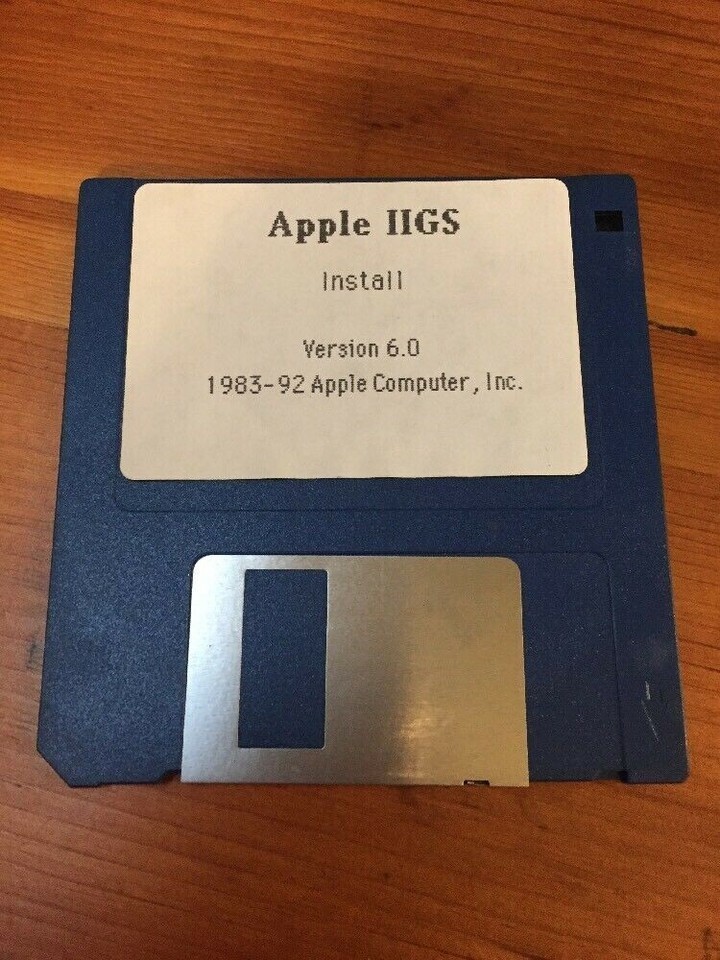 Apple IIGS
Install
Version 6.0
1983-92 Apple Computer, Inc.